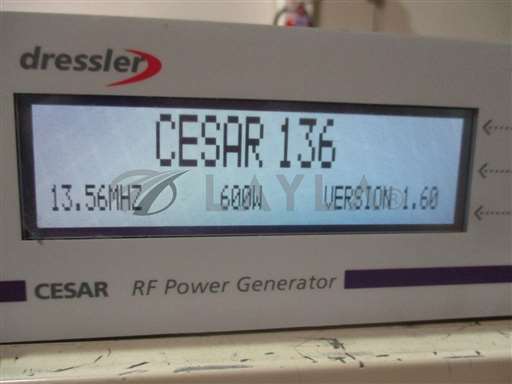 dressler
CESAR 136
13.56MHZ 600W VERSION 1.60
LAYLA®
CESAR RF Power Generator